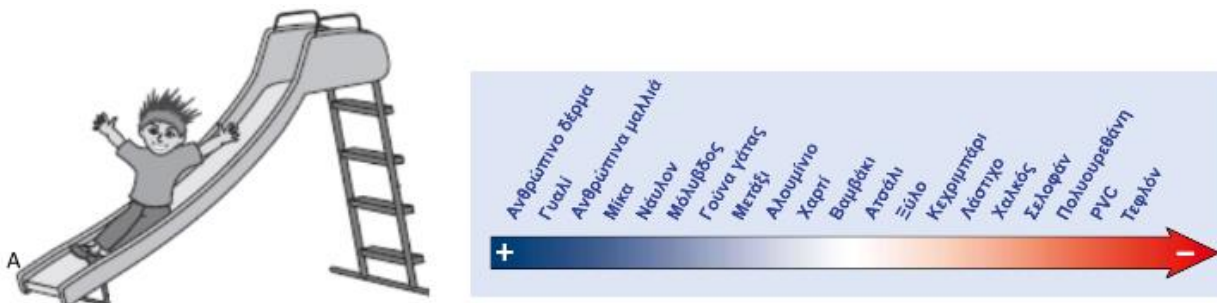 A
Ανθρώπινο δέρμα
Γυαλί
Ανθρώπινα μαλλιά
Μίκα
Νάυλον
Μόλυβδος
Γούνα γάτας
Μετάξι
Αλουμίνιο
Χαρτί
Βαμβάκι
Ατσάλι
Ξύλο
Κεχριμπάρι
Λάστιχο
Χαλκός
Σελοφάν
Πολυουρεθάνη
PVC
Τεφλόν
+ −